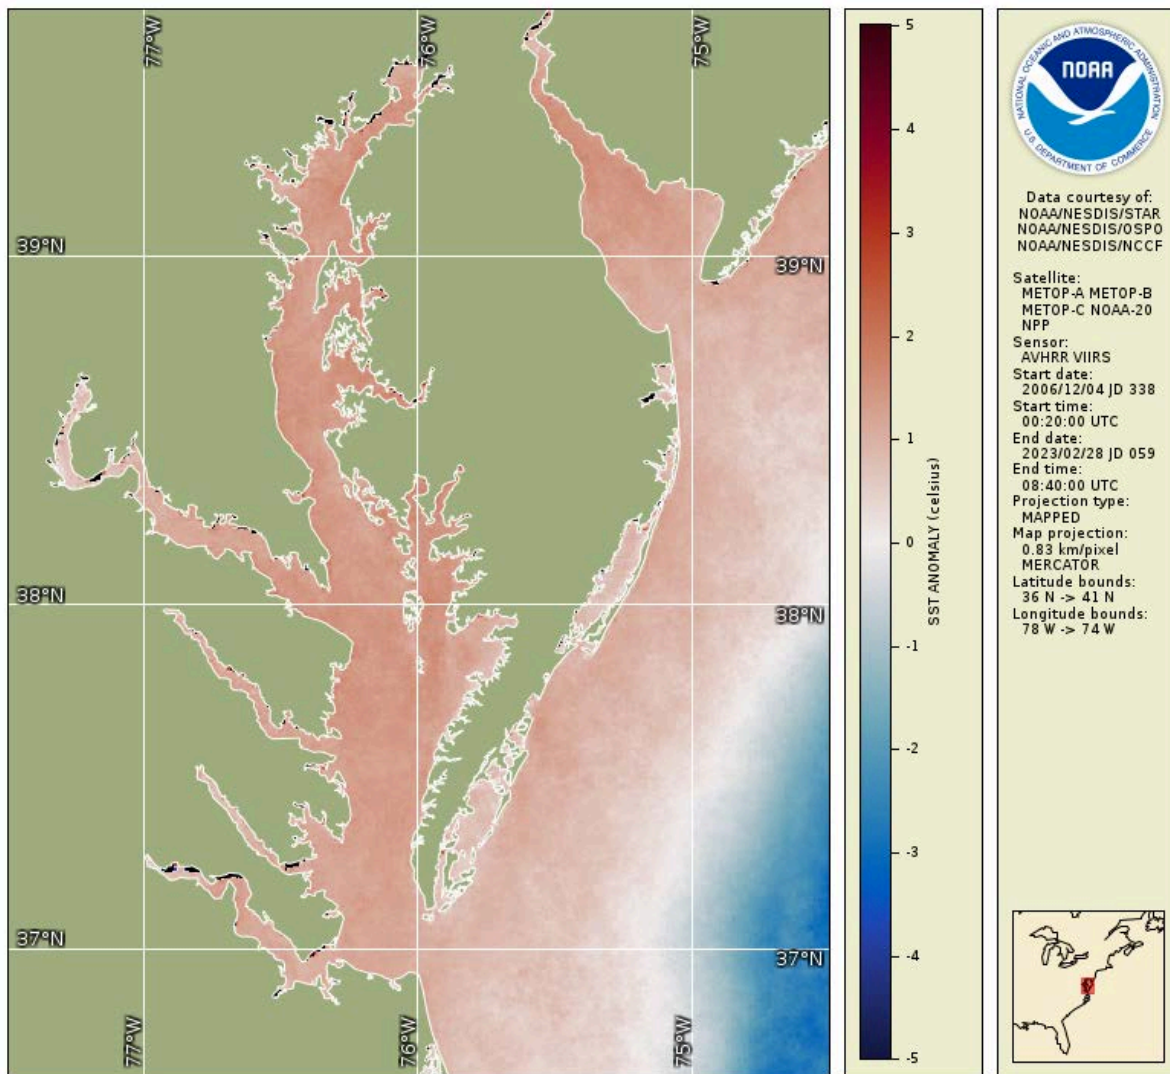 77°W
76°W
75°W
39°N
39°N
38°N
38°N
37°N
37°N
77°W
76°W
75°W
5
4
3
2
1
0
-1
-2
-3
-4
-5
SST ANOMALY (celsius)
NATIONAL OCEANIC AND ATMOSPHERIC ADMINISTRATION
NOAA
U.S. DEPARTMENT OF COMMERCE
Data courtesy of:
NOAA/NESDIS/STAR
NOAA/NESDIS/OSPO
NOAA/NESDIS/NCCF
Satellite:
METOP-A METOP-B
METOP-C NOAA-20
NPP
Sensor:
AVHRR VIIRS
Start date:
2006/12/04 JD 338
Start time:
00:20:00 UTC
End date:
2023/02/28 JD 059
End time:
08:40:00 UTC
Projection type:
MAPPED
Map projection:
0.83 km/pixel
MERCATOR
Latitude bounds:
36 N -> 41 N
Longitude bounds:
78 W -> 74 W